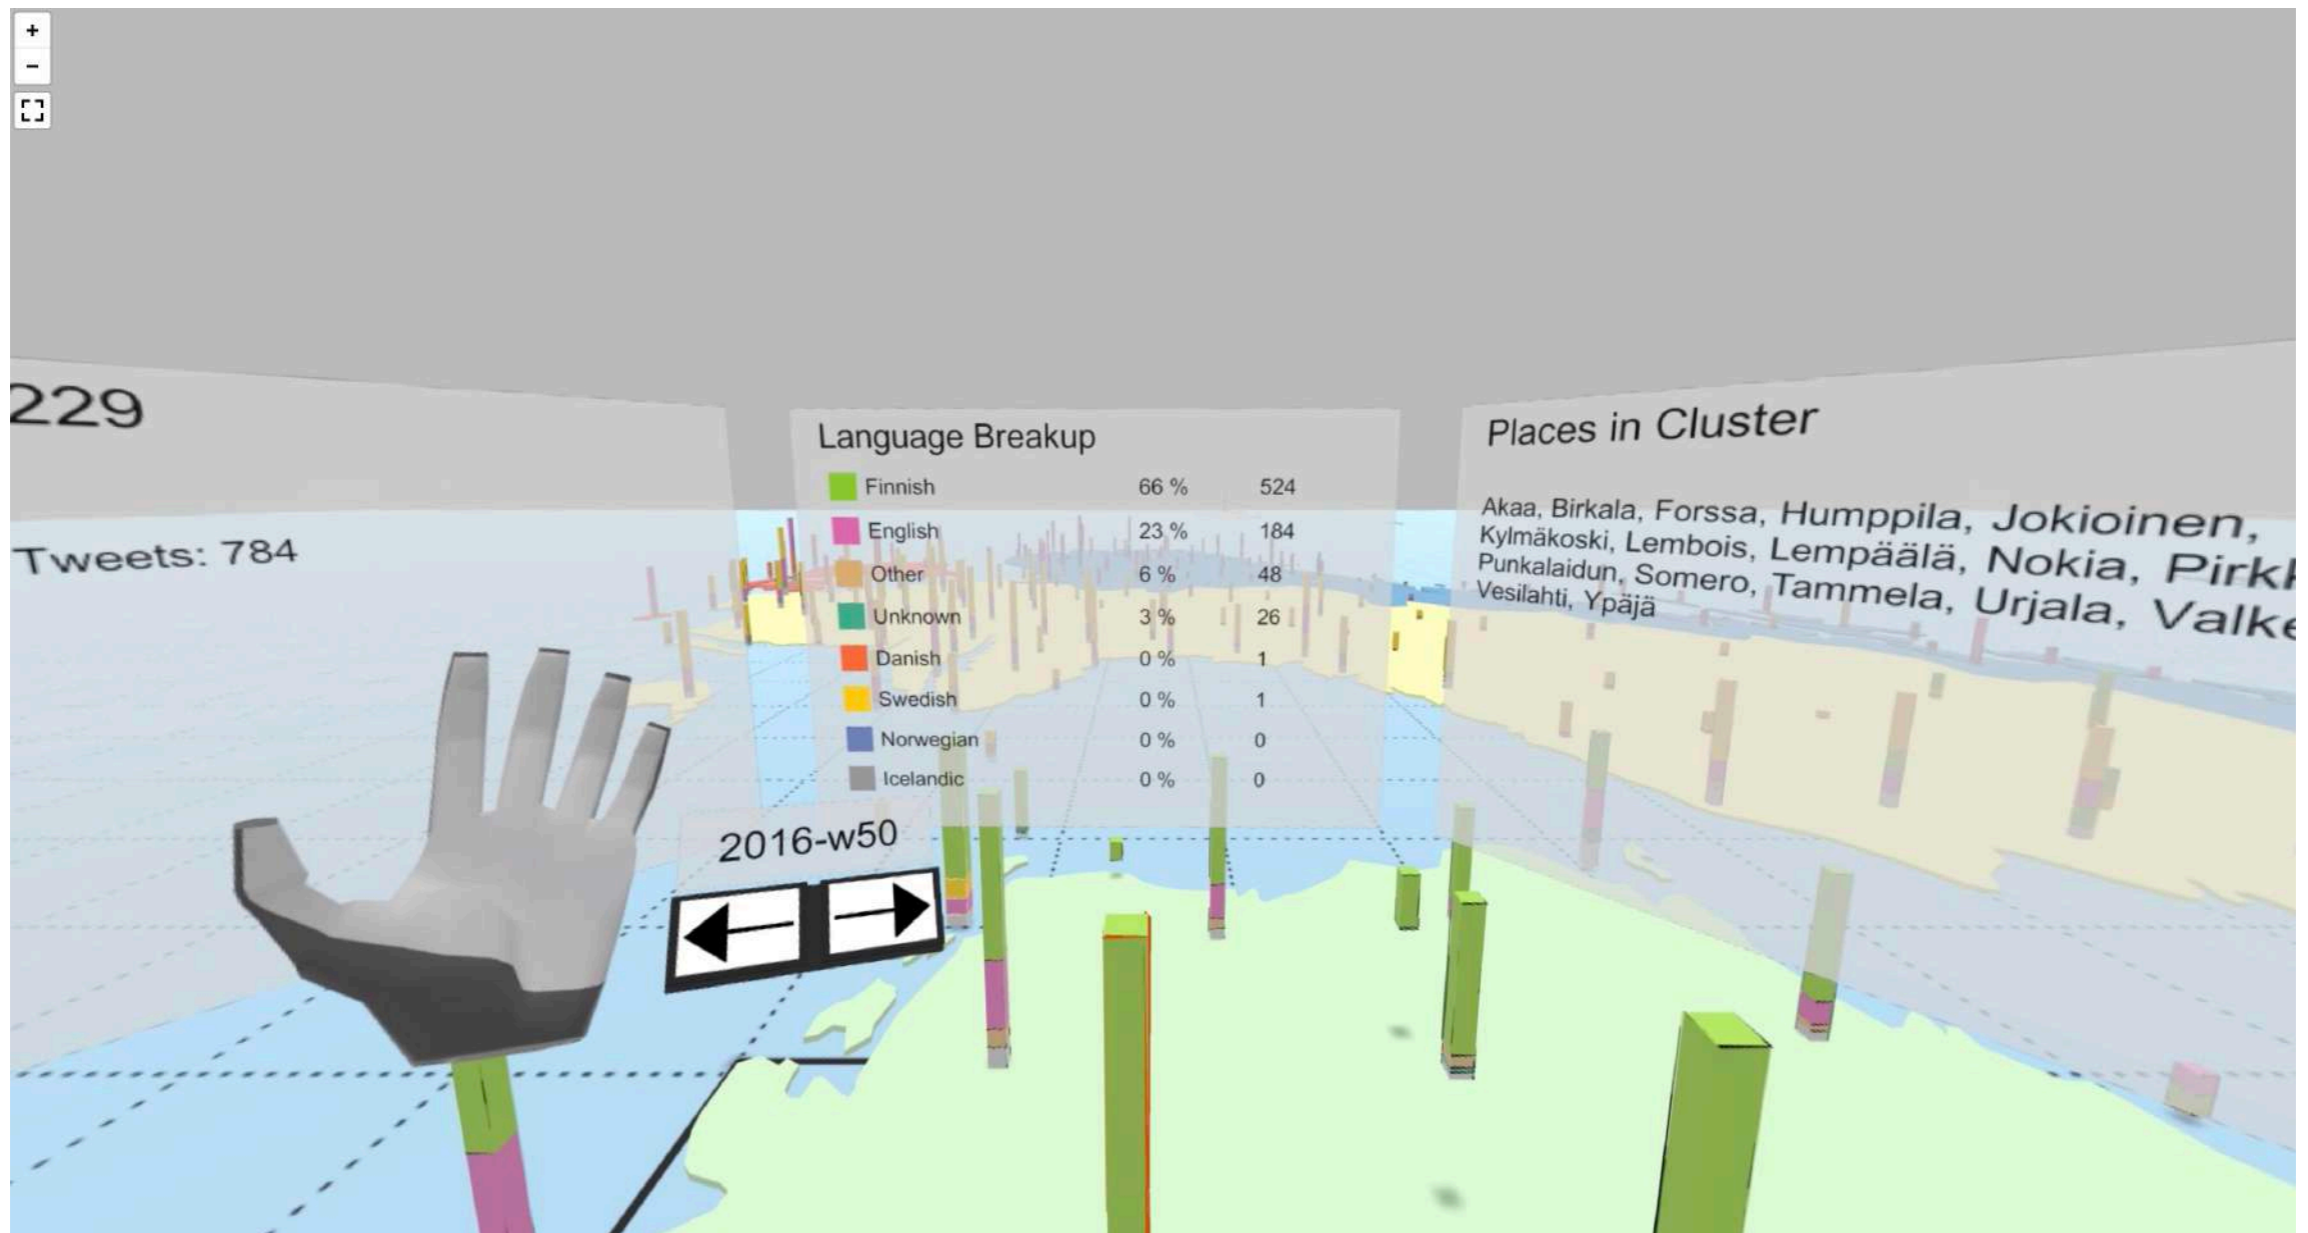 +
−
229
Tweets: 784
Language Breakup
Finnish 66 % 524
English 23 % 184
Other 6 % 48
Unknown 3 % 26
Danish 0 % 1
Swedish 0 % 1
Norwegian 0 % 0
Icelandic 0 % 0
2016-w50
Places in Cluster
Akaa, Birkala, Forssa, Humppila, Jokioinen,
Kylmäkoski, Lembois, Lempäälä, Nokia,
Punkalaidun, Somero, Tammela, Urjala,
Vesilahti, Ypäjä